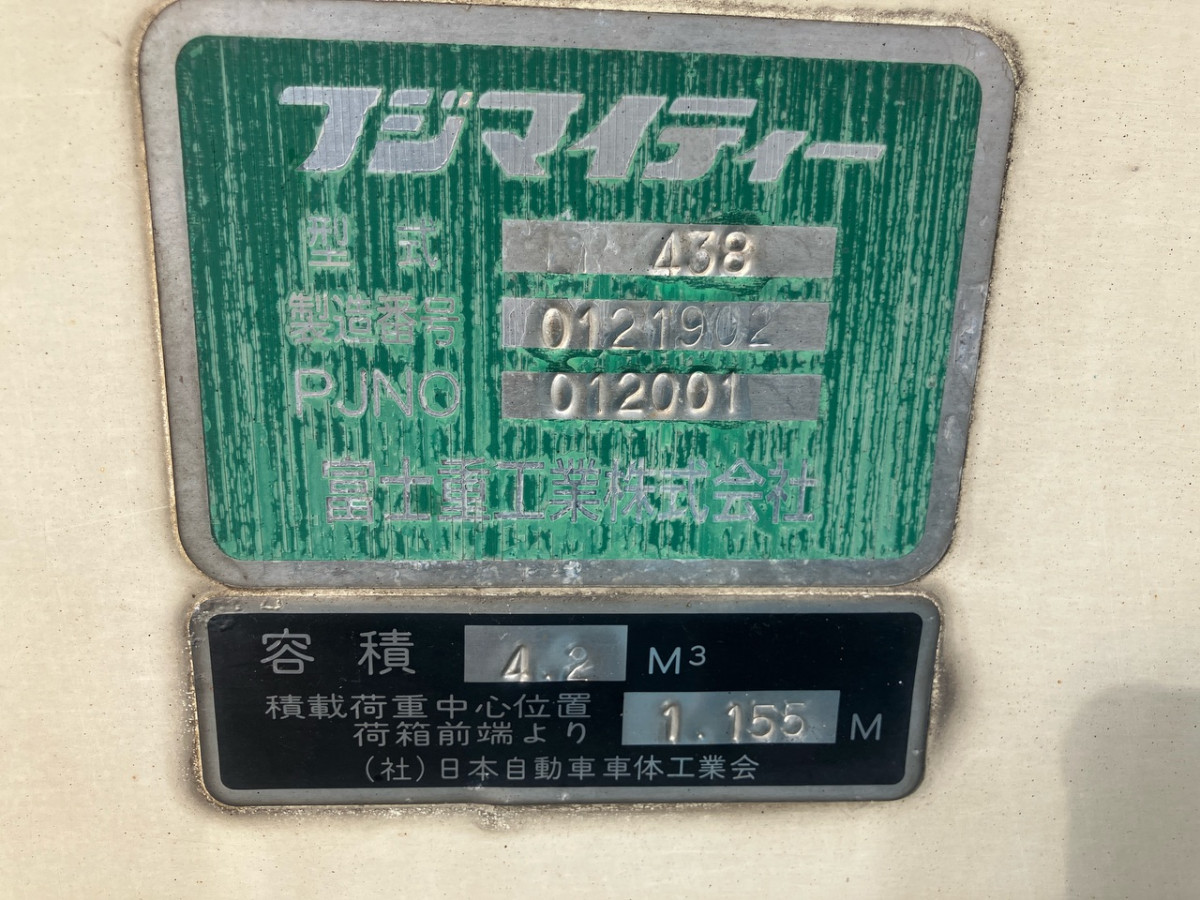 フジマイティー
型式 438
製造番号 0121902
PJNO 012001
富士重工業株式会社
容積 4.2 M³
積載荷重中心位置
荷箱前端より 1.155 M
(社)日本自動車車体工業会